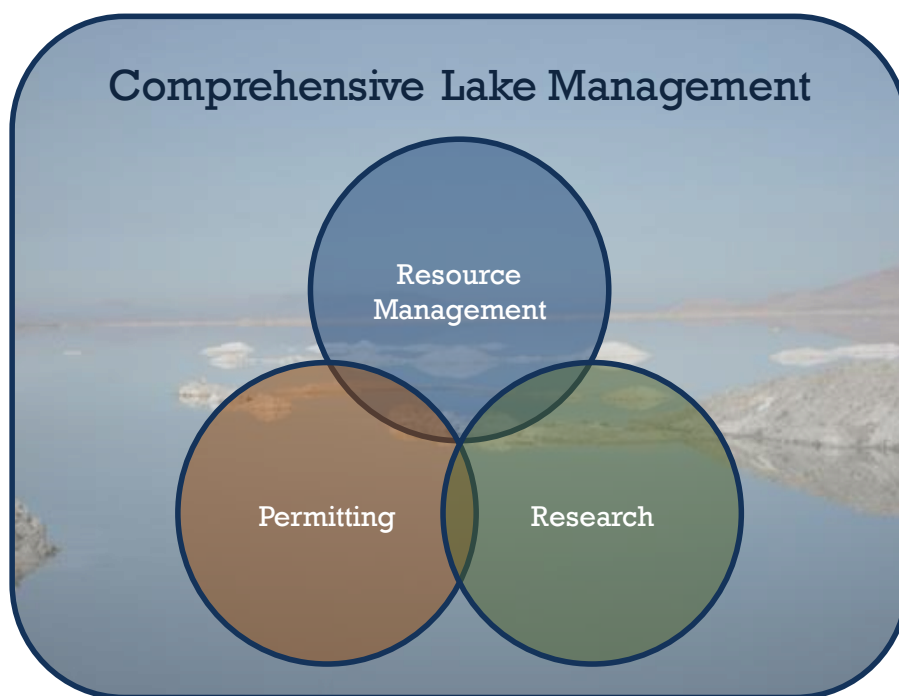 Comprehensive Lake Management
Resource
Management
Permitting
Research